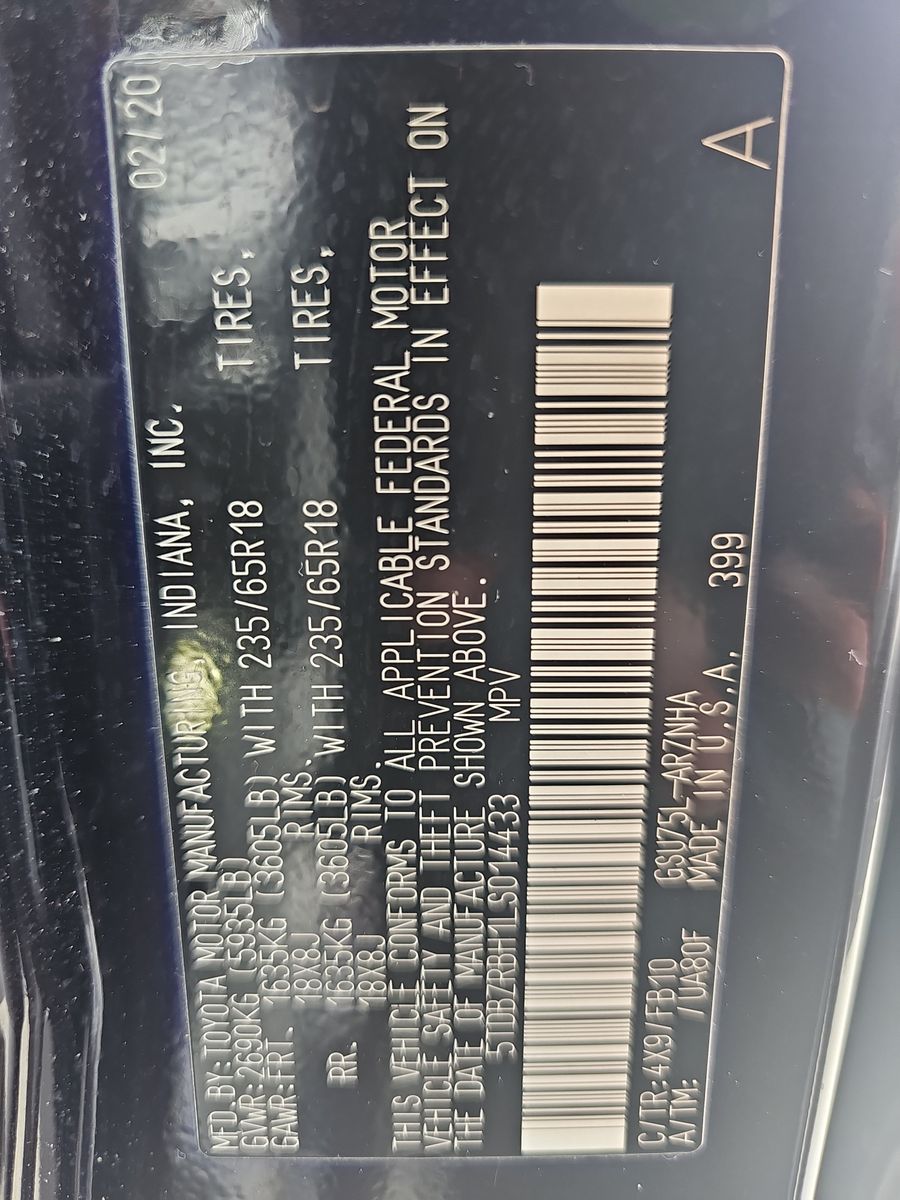 MFD.BY:TOYOTA MOTOR MANUFACTURING, INDIANA, INC. 02/20
GVWR:2690KG (5935LB)
GAWR:FRT. 1635KG (3605LB) WITH 235/65R18 TIRES,
18X8J RIMS.
RR. 1635KG (3605LB) WITH 235/65R18 TIRES,
18X8J RIMS.
THIS VEHICLE CONFORMS TO ALL APPLICABLE FEDERAL MOTOR
VEHICLE SAFETY AND THEFT PREVENTION STANDARDS IN EFFECT ON
THE DATE OF MANUFACTURE SHOWN ABOVE.
5TDBZRBH1LS014433 MPV
C/TR:4X9/FB10 GSU75L-ARZNHA
A/TM: /UA80F MADE IN U.S.A. 399 A